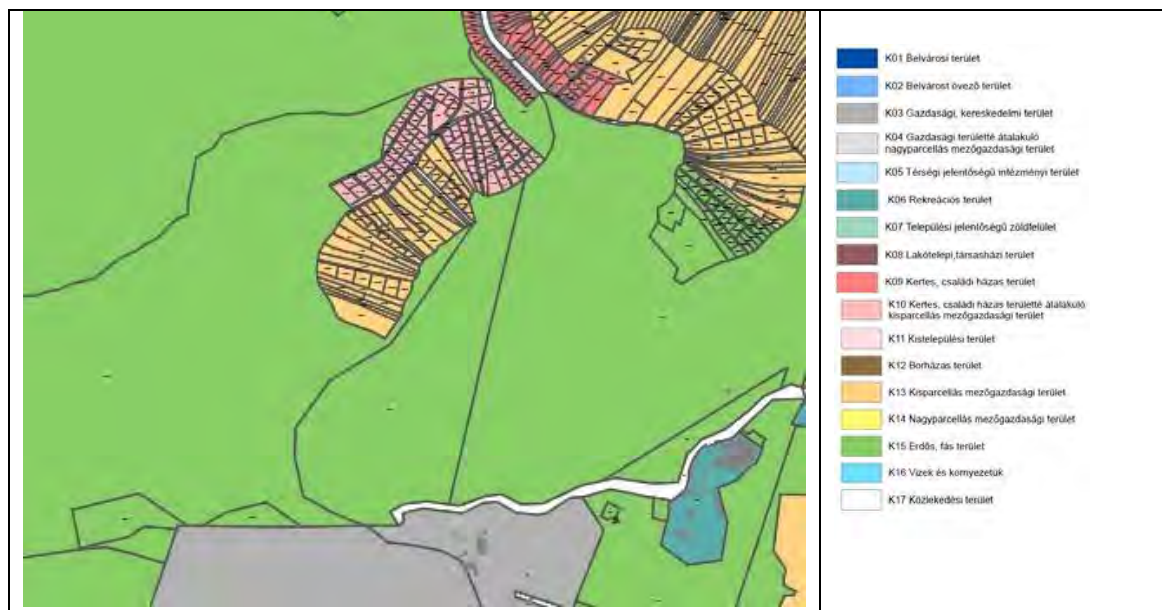 K01 Belvárosi terület
K02 Belvárost övező terület
K03 Gazdasági, kereskedelmi terület
K04 Gazdasági területté átalakuló
nagyparcellás mezőgazdasági terület
K05 Térségi jelentőségű intézményi terület
K06 Rekreációs terület
K07 Települési jelentőségű zöldfelület
K08 Lakótelepi,társasházi terület
K09 Kertes, családi házas terület
K10 Kertes, családi házas területté átalakuló
kisparcellás mezőgazdasági terület
K11 Kistelepülési terület
K12 Borházas terület
K13 Kisparcellás mezőgazdasági terület
K14 Nagyparcellás mezőgazdasági terület
K15 Erdős, fás terület
K16 Vizek és környezetük
K17 Közlekedési terület